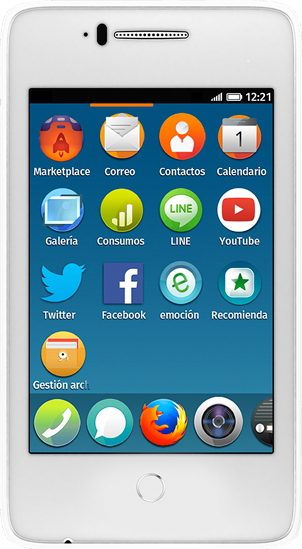 12:21
Marketplace Correo Contactos Calendario
1
LINE
Galería Consumos LINE YouTube
Twitter Facebook emoción Recomienda
Gestión arch